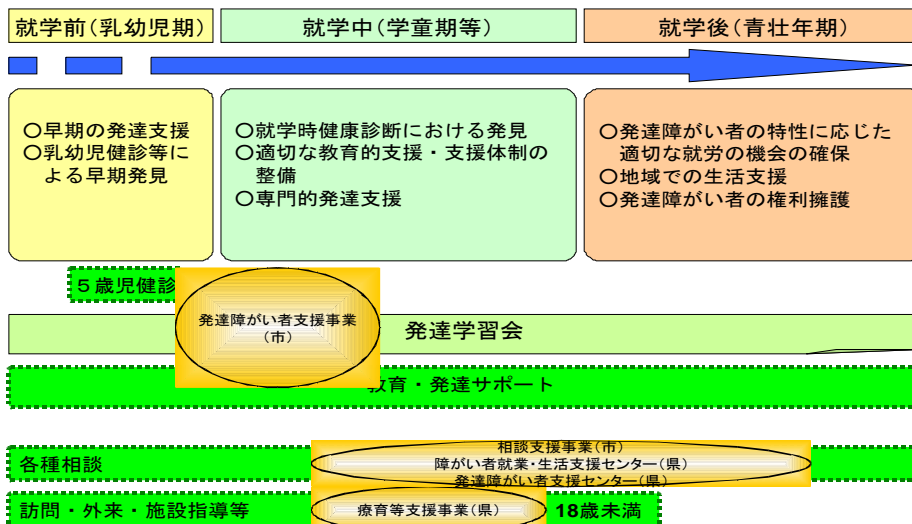 就学前(乳幼児期)
就学中(学童期等)
就学後(青壮年期)
○早期の発達支援
○乳幼児健診等に
よる早期発見
○就学時健康診断における発見
○適切な教育的支援・支援体制の
整備
○専門的発達支援
○発達障がい者の特性に応じた
適切な就労の機会の確保
○地域での生活支援
○発達障がい者の権利擁護
5歳児健診
発達障がい者支援事業
(市)
発達学習会
教育・発達サポート
各種相談
相談支援事業(市)
障がい者就業・生活支援センター(県)
発達障がい者支援センター(県)
訪問・外来・施設指導等
療育等支援事業(県)
18歳未満